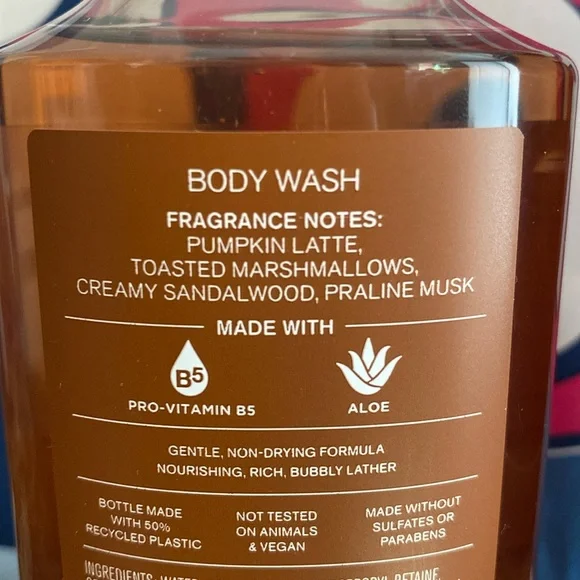 BODY WASH
FRAGRANCE NOTES:
PUMPKIN LATTE,
TOASTED MARSHMALLOWS,
CREAMY SANDALWOOD, PRALINE MUSK
MADE WITH
B5
PRO-VITAMIN B5
ALOE
GENTLE, NON-DRYING FORMULA
NOURISHING, RICH, BUBBLY LATHER
BOTTLE MADE
WITH 50%
RECYCLED PLASTIC
NOT TESTED
ON ANIMALS
& VEGAN
MADE WITHOUT
SULFATES OR
PARABENS
INGREDIENTS: